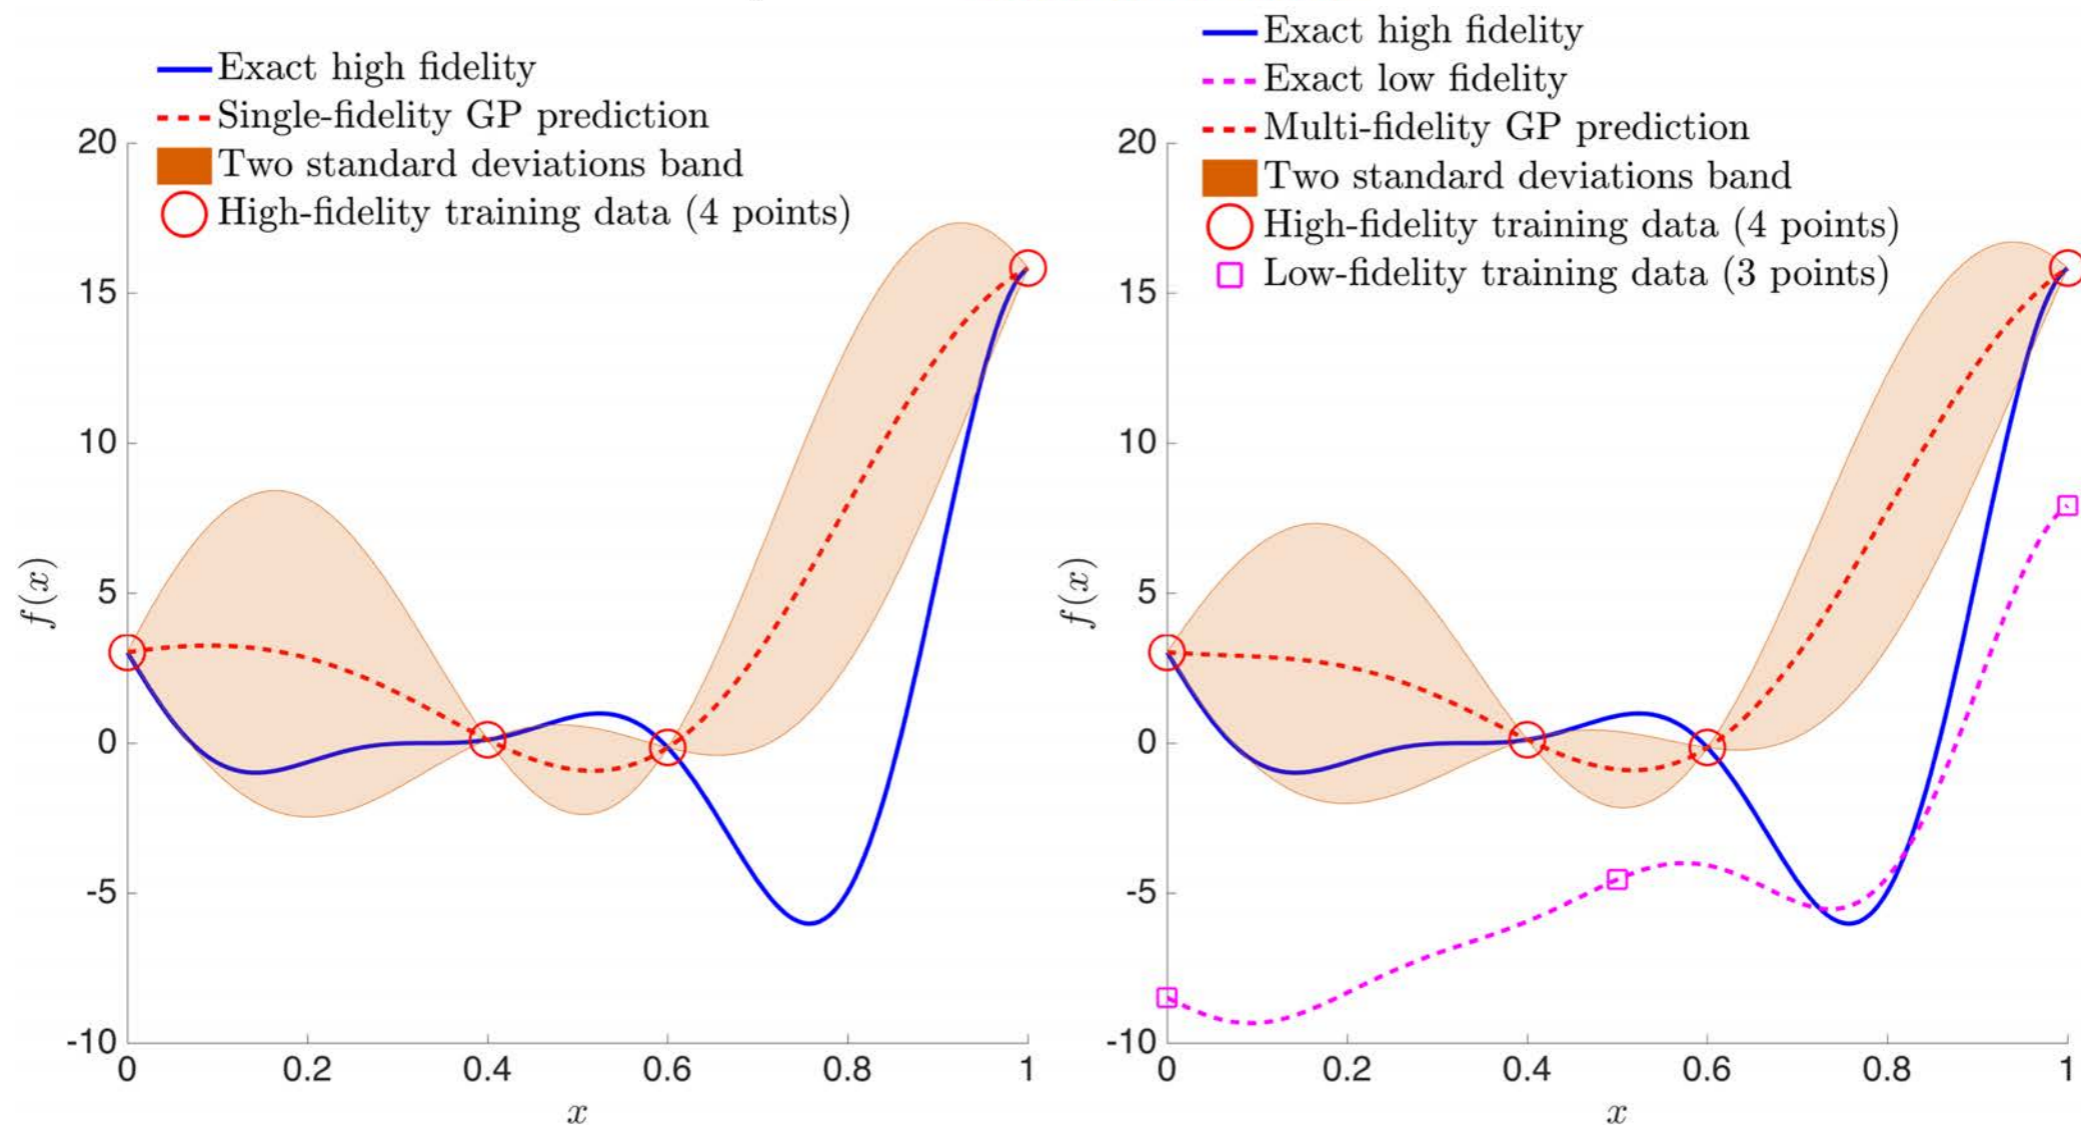 Exact high fidelity
Single-fidelity GP prediction
Two standard deviations band
High-fidelity training data (4 points)
20
15
10
5
0
-5
-10
f(x)
0
0.2
0.4
0.6
0.8
1
x
Exact high fidelity
Exact low fidelity
Multi-fidelity GP prediction
Two standard deviations band
High-fidelity training data (4 points)
Low-fidelity training data (3 points)
20
15
10
5
0
-5
-10
f(x)
0
0.2
0.4
0.6
0.8
1
x